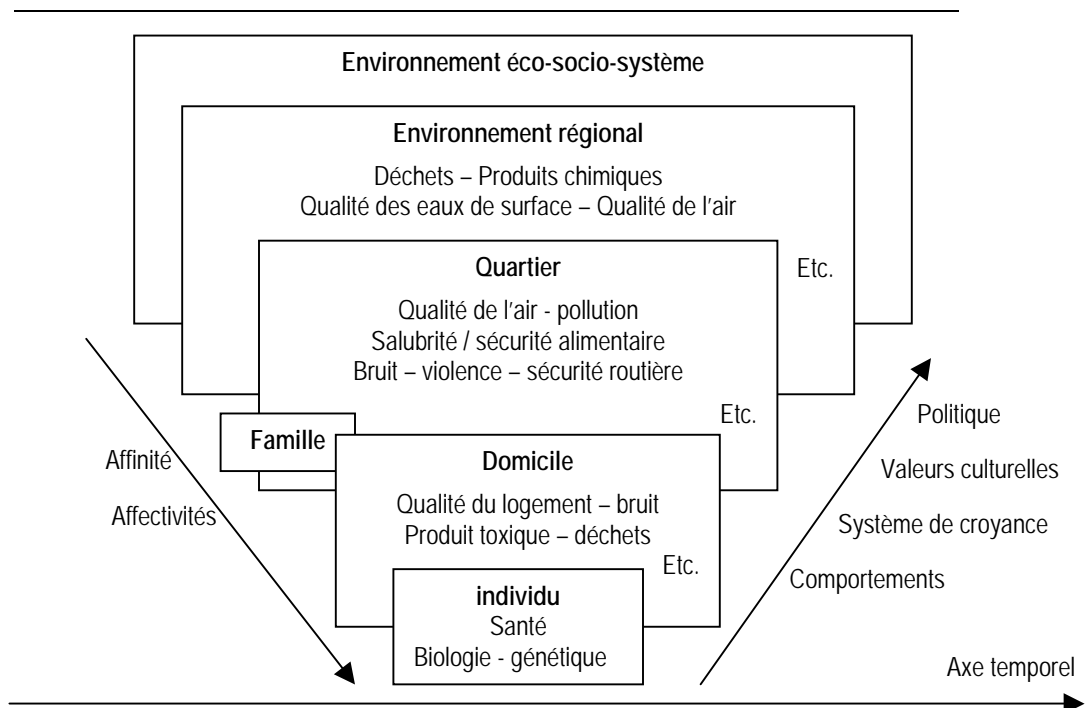 Environnement éco-socio-système
Environnement régional
Déchets – Produits chimiques
Qualité des eaux de surface – Qualité de l'air
Etc.
Quartier
Qualité de l'air - pollution
Salubrité / sécurité alimentaire
Bruit – violence – sécurité routière
Etc.
Famille
Domicile
Qualité du logement – bruit
Produit toxique – déchets
Etc.
individu
Santé
Biologie - génétique
Affinité
Affectivités
Politique
Valeurs culturelles
Système de croyance
Comportements
Axe temporel